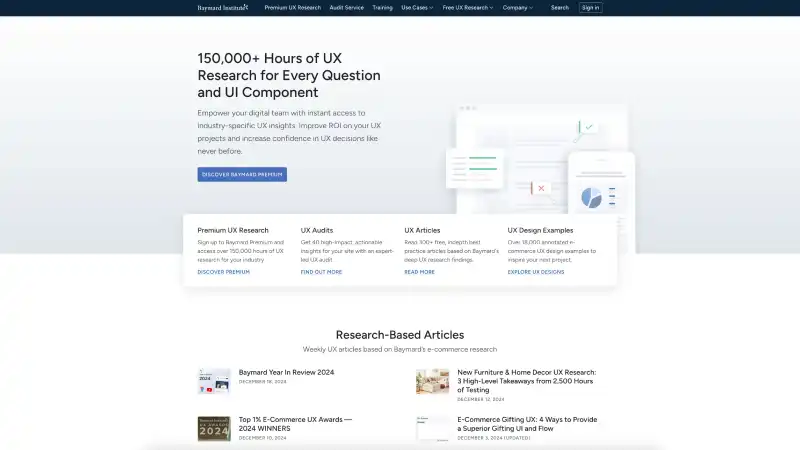 Baymard Institute
Premium UX Research
Audit Service
Training
Use Cases
Free UX Research
Company
Search
Sign in
150,000+ Hours of UX
Research for Every Question
and UI Component
Empower your digital team with instant access to
industry-specific UX insights. Improve ROI on your UX
projects and increase confidence in UX decisions like
never before.
DISCOVER BAYMARD PREMIUM
Premium UX Research
Sign up to Baymard Premium and
access over 150,000 hours of UX
research for your industry
DISCOVER PREMIUM
UX Audits
Get 40 high-impact, actionable
insights for your site with an expert-
led UX audit
FIND OUT MORE
UX Articles
Read 300+ free, indepth best
practice articles based on Baymard's
deep UX research findings.
READ MORE
UX Design Examples
Over 18,000 annotated e-
commerce UX design examples to
inspire your next project.
EXPLORE UX DESIGNS
Research-Based Articles
Weekly UX articles based on Baymard's e-commerce research
2024
Baymard Year In Review 2024
DECEMBER 18, 2024
New Furniture & Home Decor UX Research:
3 High-Level Takeaways from 2,500 Hours
of Testing
DECEMBER 12, 2024
2024
Top 1% E-Commerce UX Awards —
2024 WINNERS
DECEMBER 10, 2024
E-Commerce Gifting UX: 4 Ways to Provide
a Superior Gifting UI and Flow
DECEMBER 3, 2024 (UPDATED)